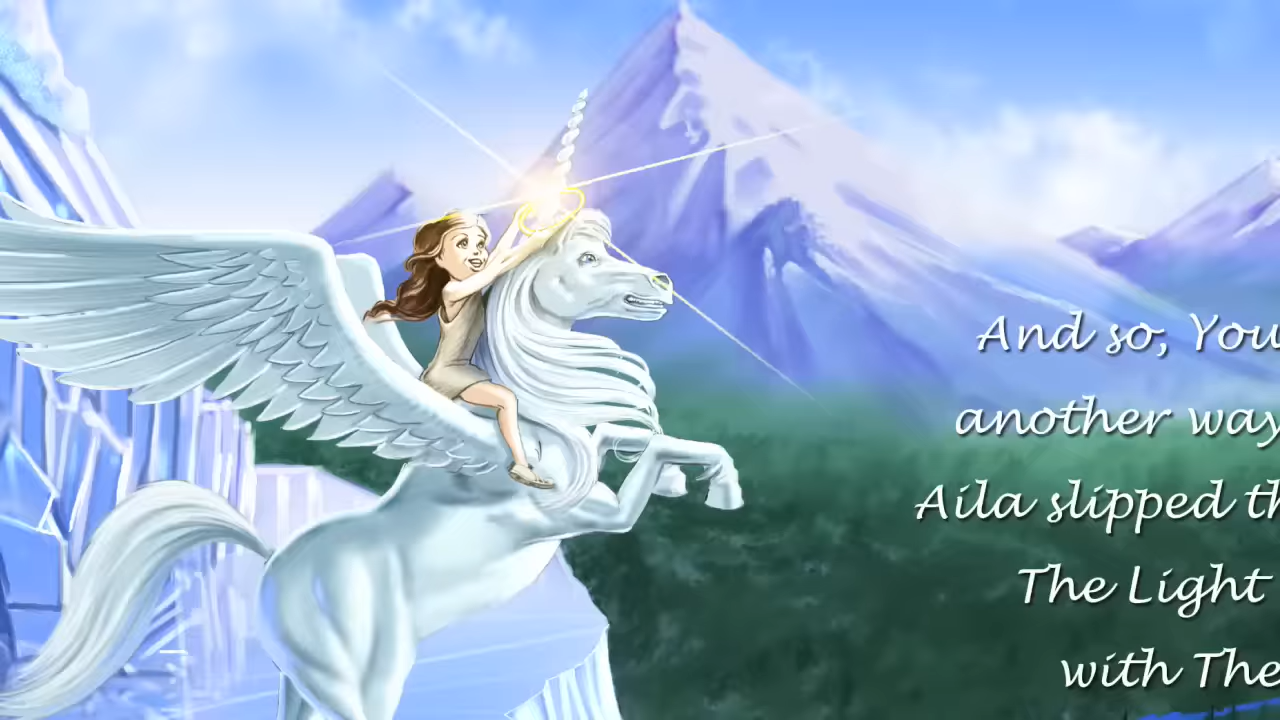 And so, You
another way
Aila slipped th
The Light
with The